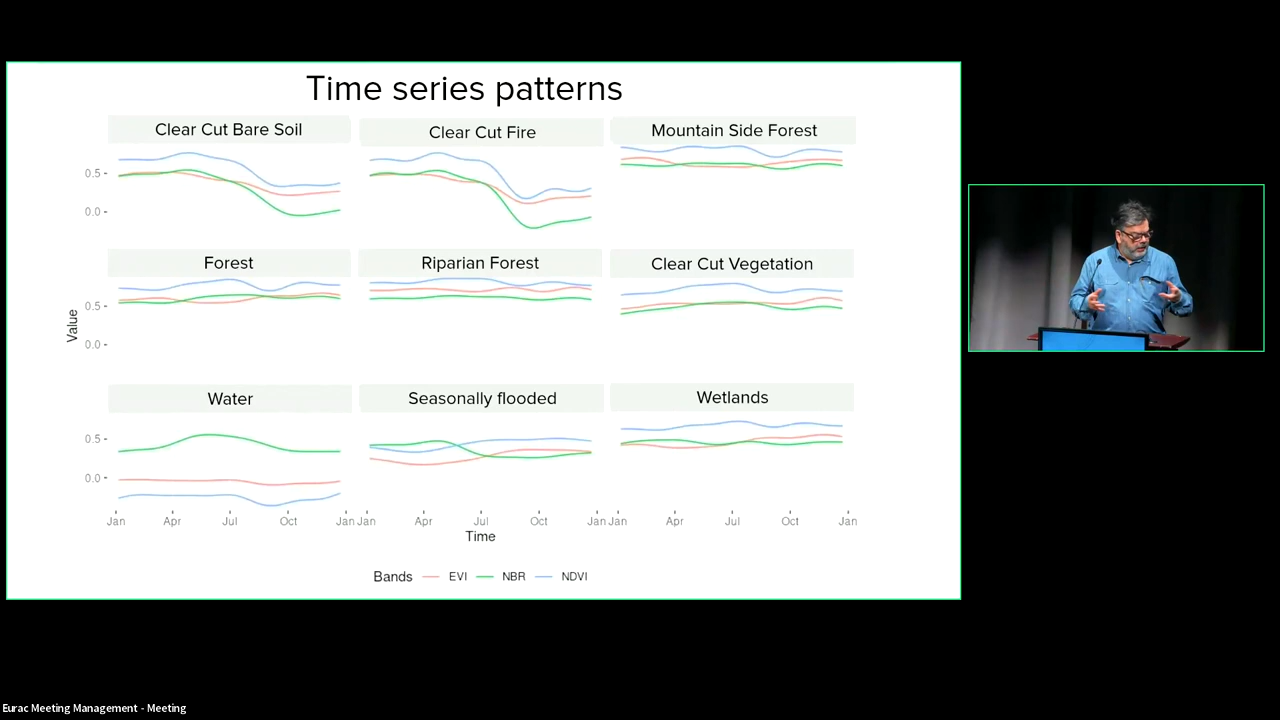 Time series patterns
Clear Cut Bare Soil
Clear Cut Fire
Mountain Side Forest
0.5
0.0
Forest
Riparian Forest
Clear Cut Vegetation
0.5
0.0
Value
Water
Seasonally flooded
Wetlands
0.5
0.0
Jan Apr Jul Oct Jan Jan Apr Jul Oct Jan Jan Apr Jul Oct Jan
Time
Bands EVI NBR NDVI
Eurac Meeting Management - Meeting